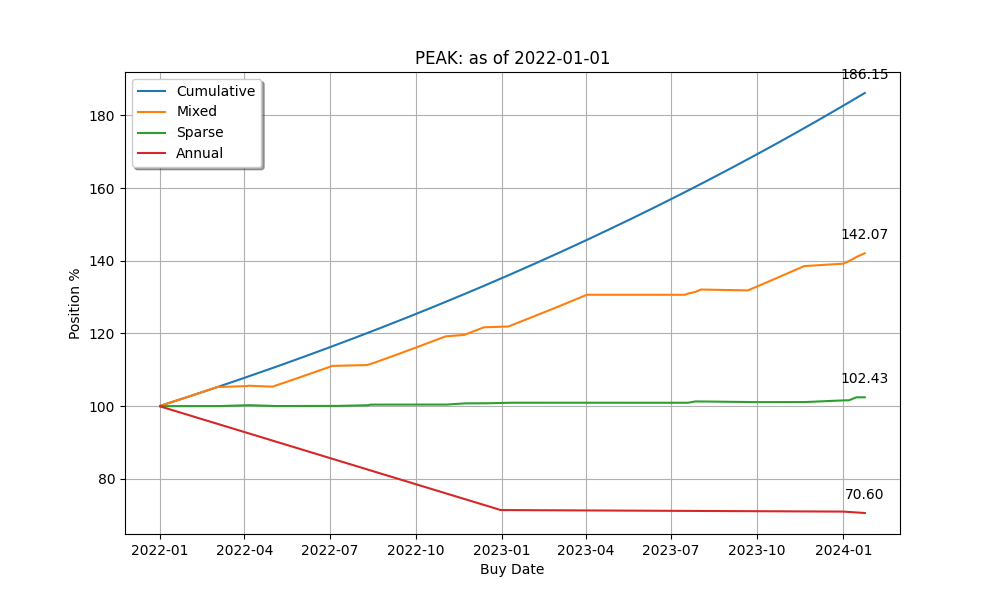 PEAK: as of 2022-01-01
186.15
Cumulative
Mixed
Sparse
Annual
142.07
102.43
70.60
180
160
140
120
100
80
Position %
2022-01 2022-04 2022-07 2022-10 2023-01 2023-04 2023-07 2023-10 2024-01
Buy Date